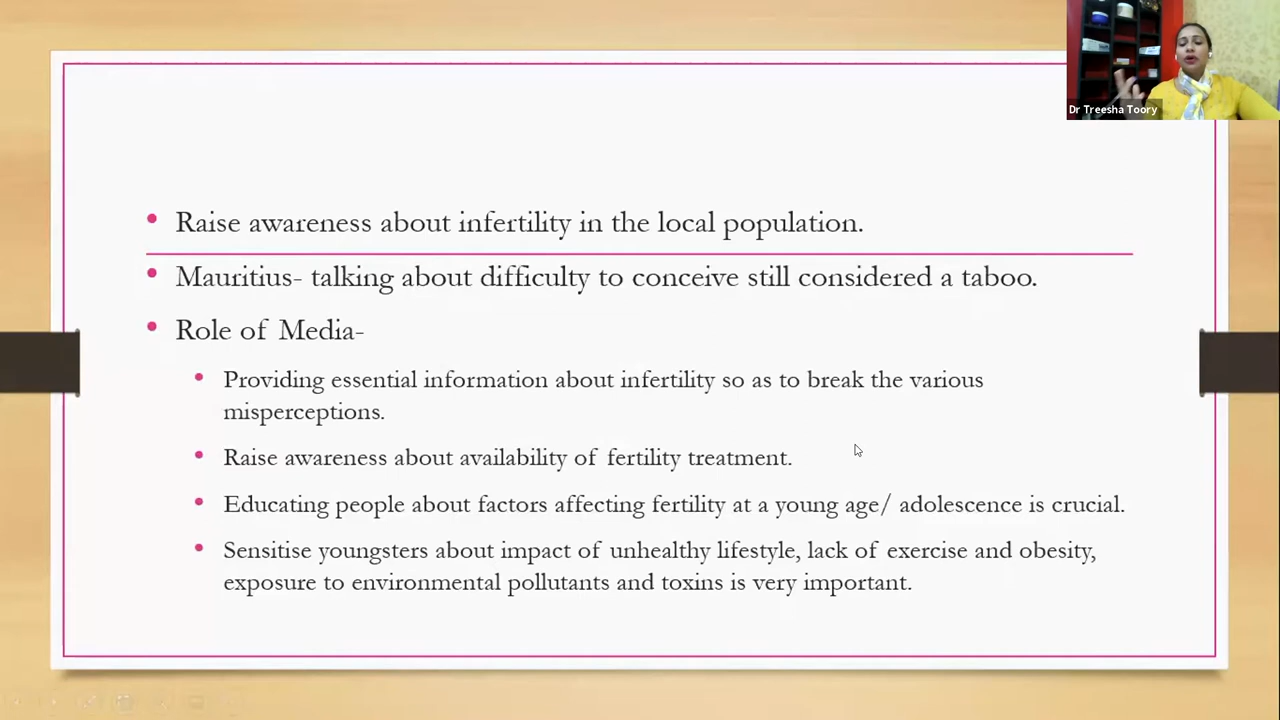 Dr Treesha Toory
• Raise awareness about infertility in the local population.
• Mauritius- talking about difficulty to conceive still considered a taboo.
• Role of Media-
• Providing essential information about infertility so as to break the various
misperceptions.
• Raise awareness about availability of fertility treatment.
• Educating people about factors affecting fertility at a young age/ adolescence is crucial.
• Sensitise youngsters about impact of unhealthy lifestyle, lack of exercise and obesity,
exposure to environmental pollutants and toxins is very important.